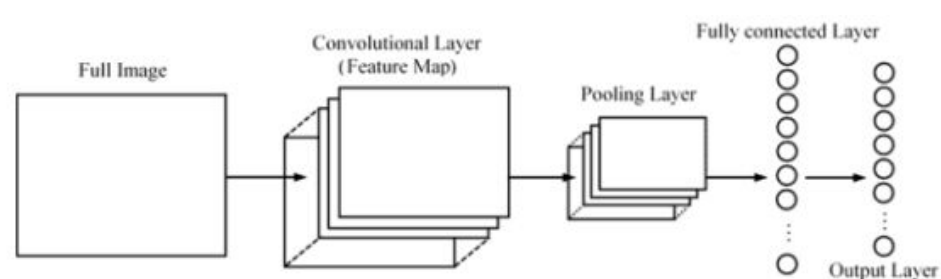 Full Image
Convolutional Layer
(Feature Map)
Pooling Layer
Fully connected Layer
Output Layer